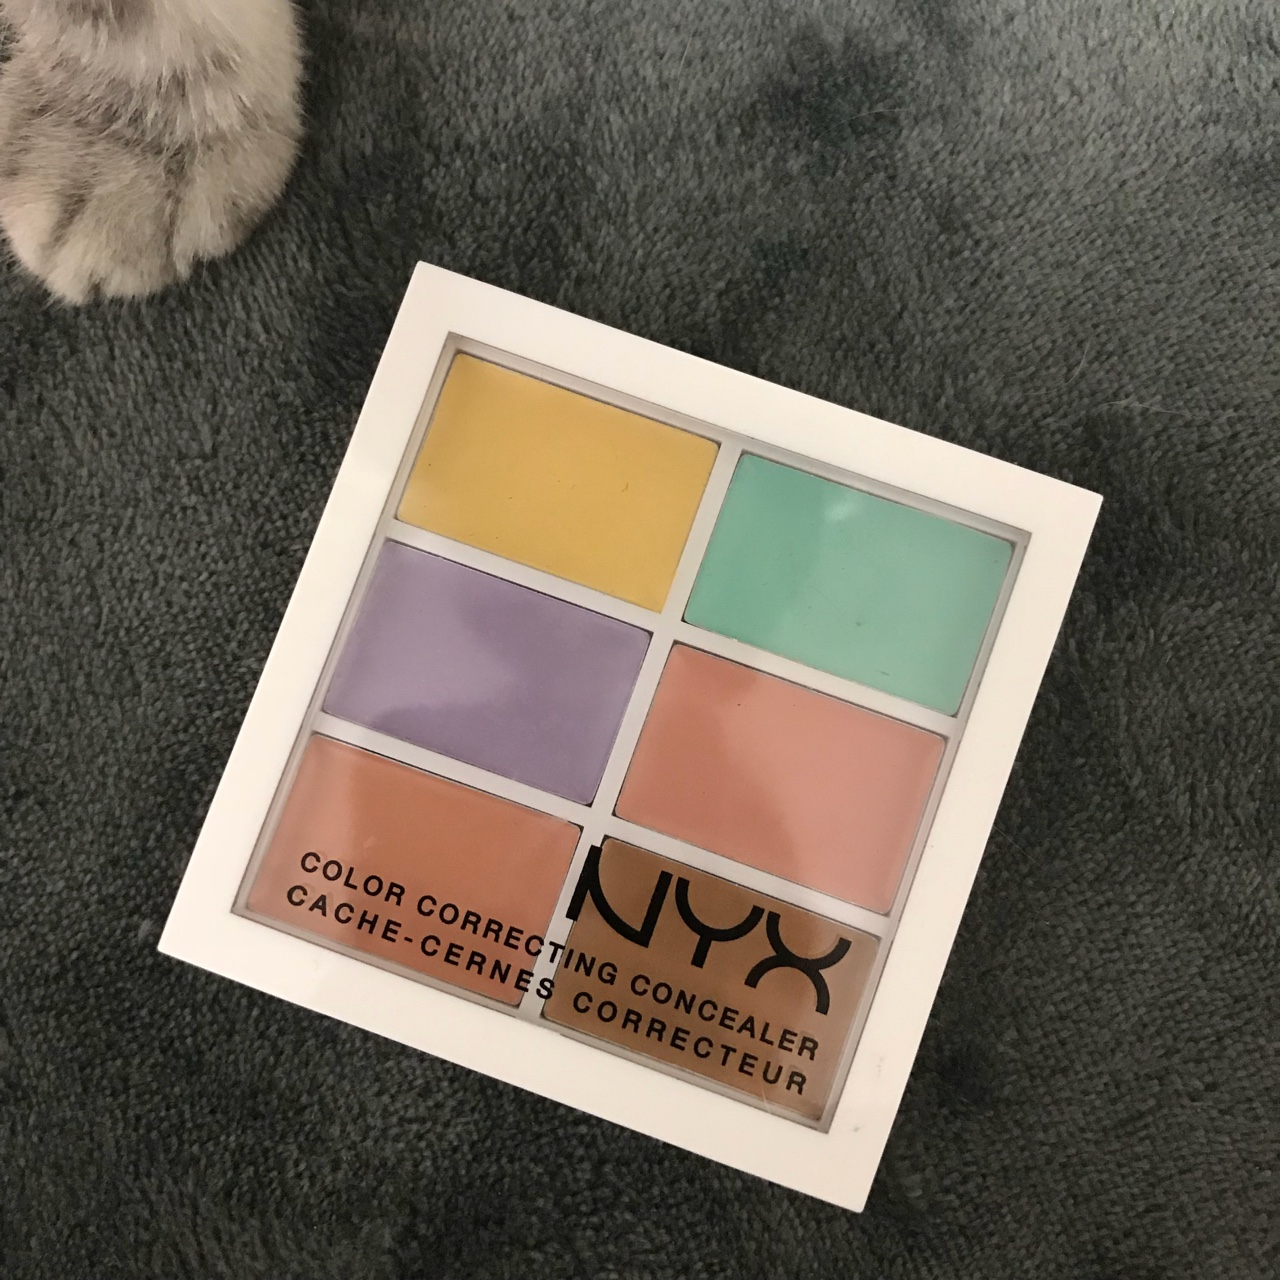 NYX
COLOR CORRECTING CONCEALER
CACHE-CERNES CORRECTEUR